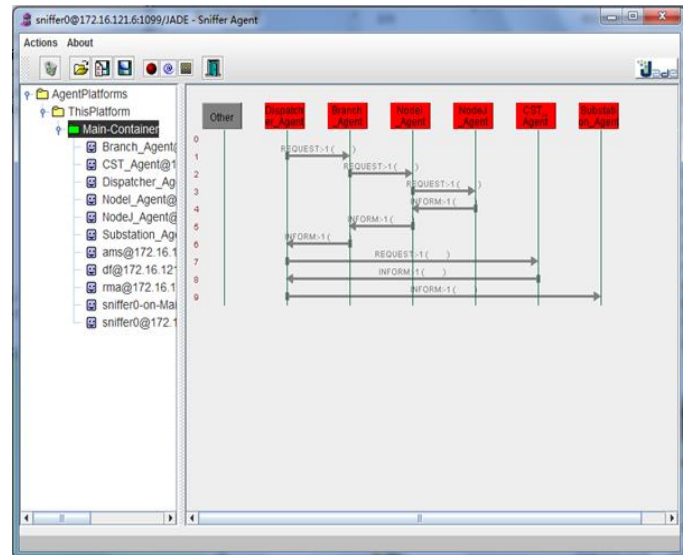 sniffer0@172.16.121.6:1099/JADE - Sniffer Agent
Actions About
Jade
AgentPlatforms
ThisPlatform
Main-Container
Branch_Agent@
CST_Agent@1
Dispatcher_Ag
NodeI_Agent@
NodeJ_Agent@
Substation_Ag
ams@172.16.1
df@172.16.12
rma@172.16.1
sniffer0-on-Mai
sniffer0@172.1
Other
Dispatch
er_Agent
Branch
_Agent
NodeI
_Agent
NodeJ
_Agent
CST_
Agent
Substati
on_Agent
0
1 REQUEST:-1 ( )
2 REQUEST:-1 ( )
3 REQUEST:-1 ( )
4 INFORM:-1 ( )
5 INFORM:-1 ( )
6 INFORM:-1 ( )
7 REQUEST:-1 ( )
8 INFORM:-1 ( )
9 INFORM:-1 ( )